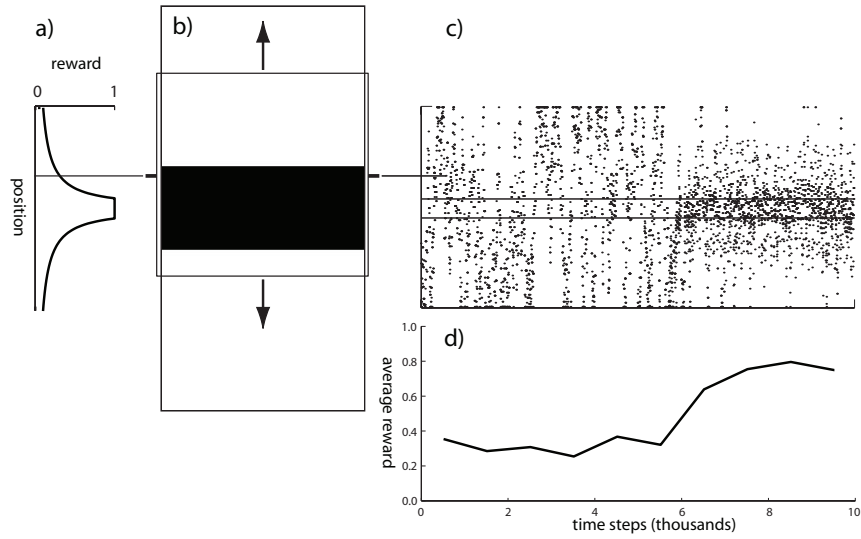 a)
reward
0 1
position
b)
c)
d)
average reward
1.0
0.8
0.6
0.4
0.2
0.0
0 2 4 6 8 10
time steps (thousands)